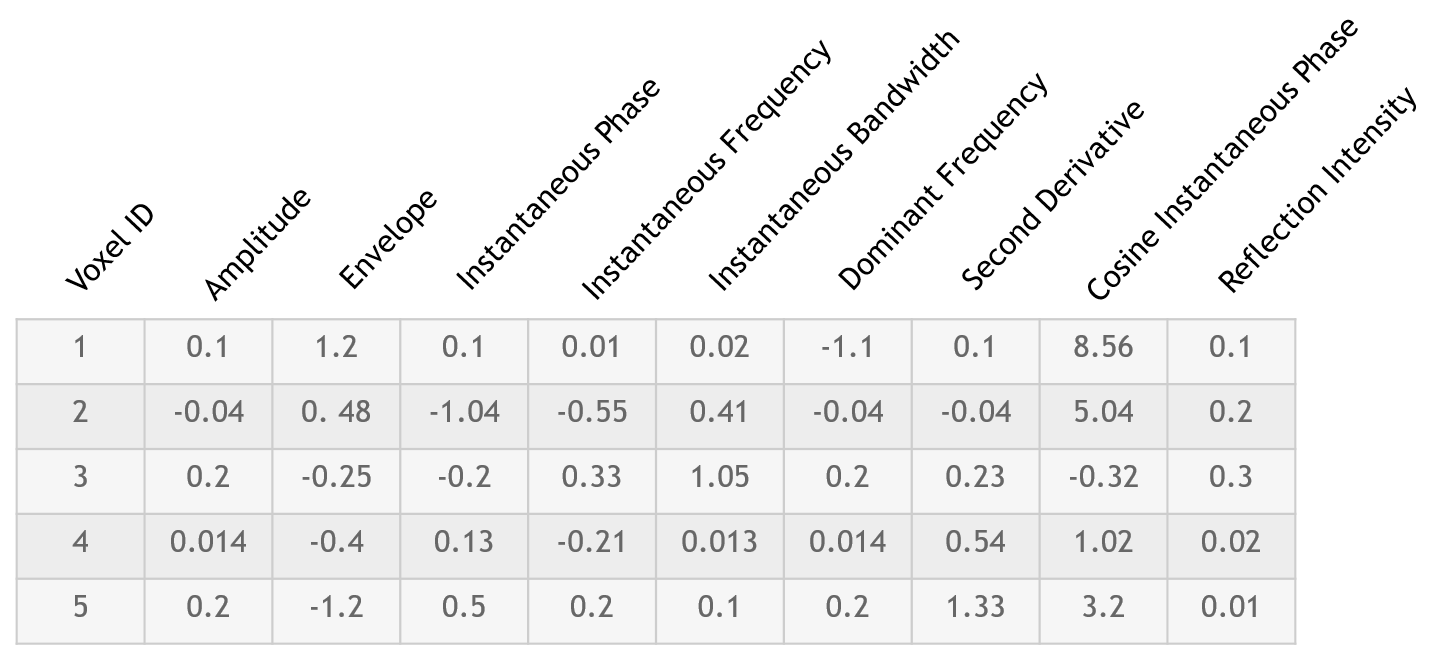 Voxel ID Amplitude Envelope Instantaneous Phase Instantaneous Frequency Instantaneous Bandwidth Dominant Frequency Second Derivative Cosine Instantaneous Phase Reflection Intensity
1 0.1 1.2 0.1 0.01 0.02 -1.1 0.1 8.56 0.1
2 -0.04 0. 48 -1.04 -0.55 0.41 -0.04 -0.04 5.04 0.2
3 0.2 -0.25 -0.2 0.33 1.05 0.2 0.23 -0.32 0.3
4 0.014 -0.4 0.13 -0.21 0.013 0.014 0.54 1.02 0.02
5 0.2 -1.2 0.5 0.2 0.1 0.2 1.33 3.2 0.01